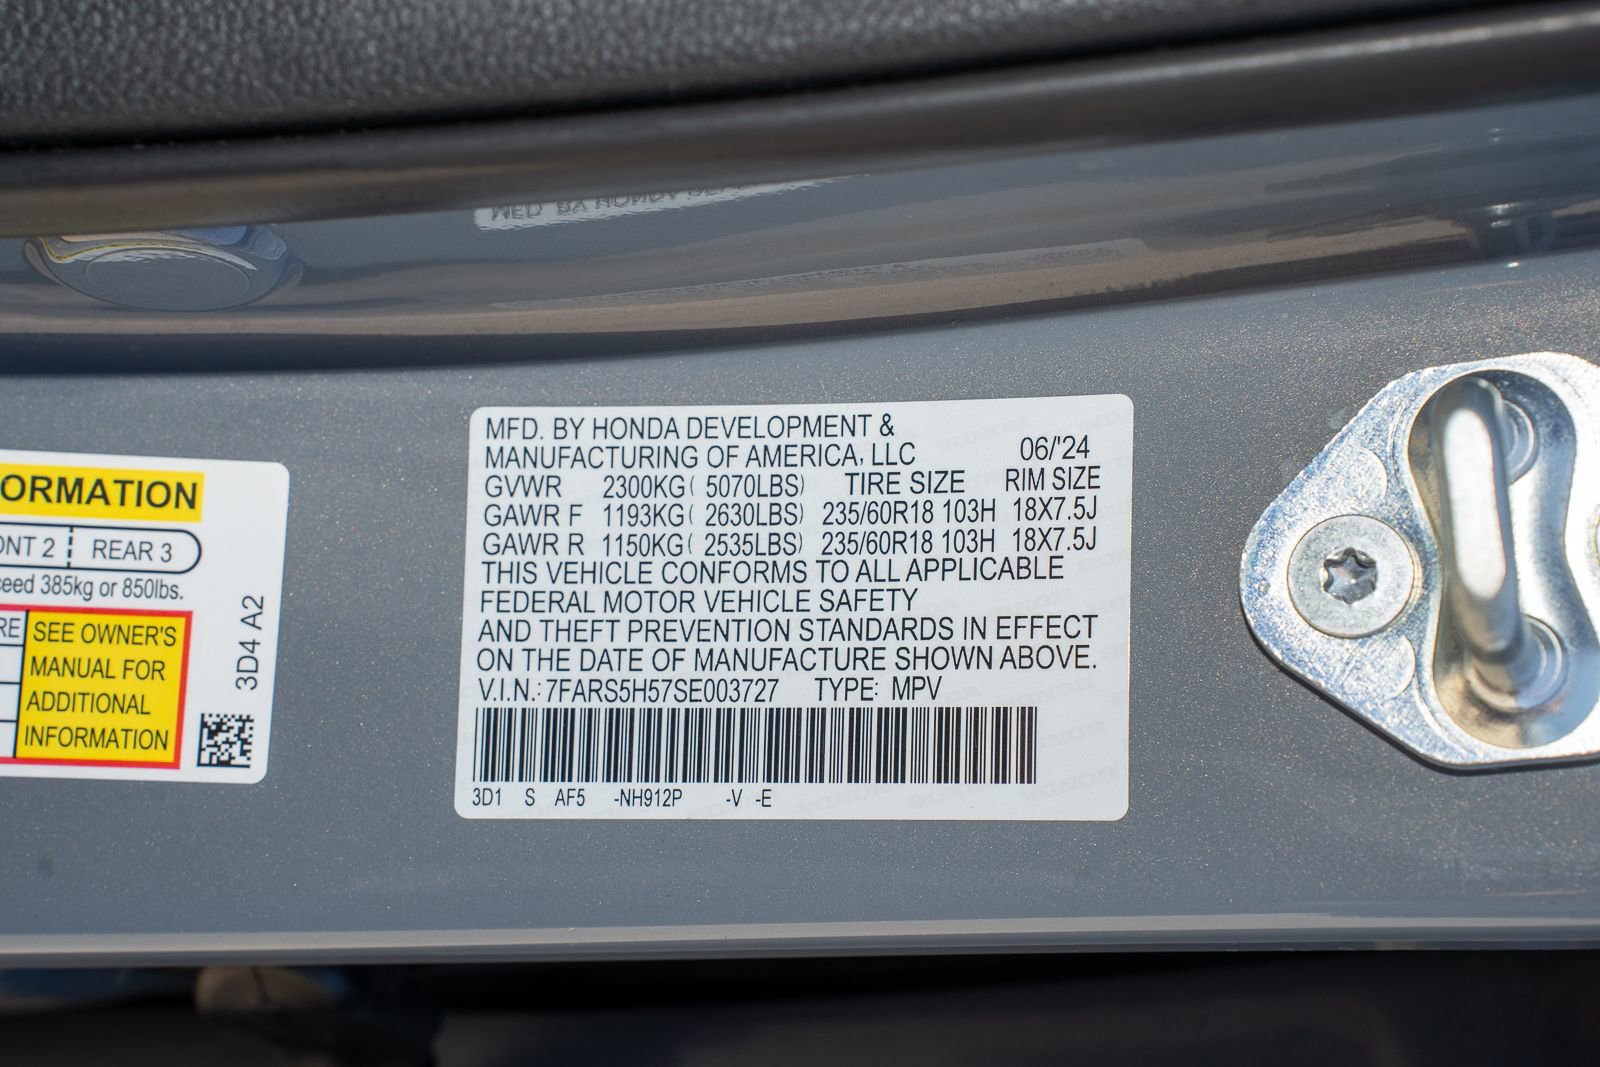 ORMATION
ONT 2 REAR 3
ceed 385kg or 850lbs.
RE
SEE OWNER'S
MANUAL FOR
ADDITIONAL
INFORMATION
3D4 A2
MFD. BY HONDA DEVELOPMENT &
MANUFACTURING OF AMERICA, LLC 06/'24
GVWR 2300KG( 5070LBS) TIRE SIZE RIM SIZE
GAWR F 1193KG( 2630LBS) 235/60R18 103H 18X7.5J
GAWR R 1150KG( 2535LBS) 235/60R18 103H 18X7.5J
THIS VEHICLE CONFORMS TO ALL APPLICABLE
FEDERAL MOTOR VEHICLE SAFETY
AND THEFT PREVENTION STANDARDS IN EFFECT
ON THE DATE OF MANUFACTURE SHOWN ABOVE.
V.I.N.: 7FARS5H57SE003727 TYPE: MPV
3D1 S AF5 -NH912P -V -E